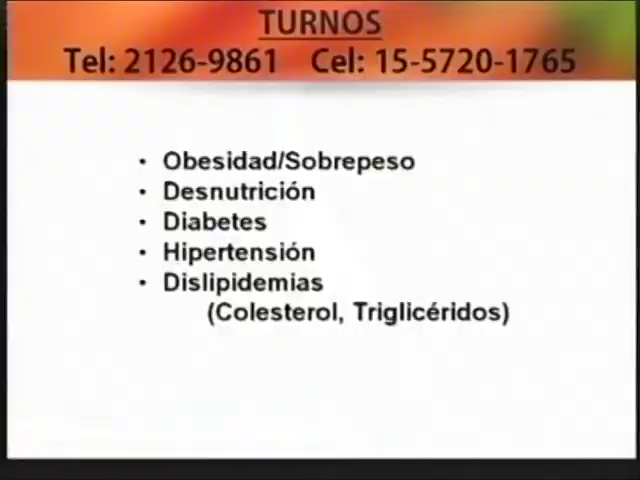 TURNOS
Tel: 2126-9861 Cel: 15-5720-1765
• Obesidad/Sobrepeso
• Desnutrición
• Diabetes
• Hipertensión
• Dislipidemias
(Colesterol, Triglicéridos)